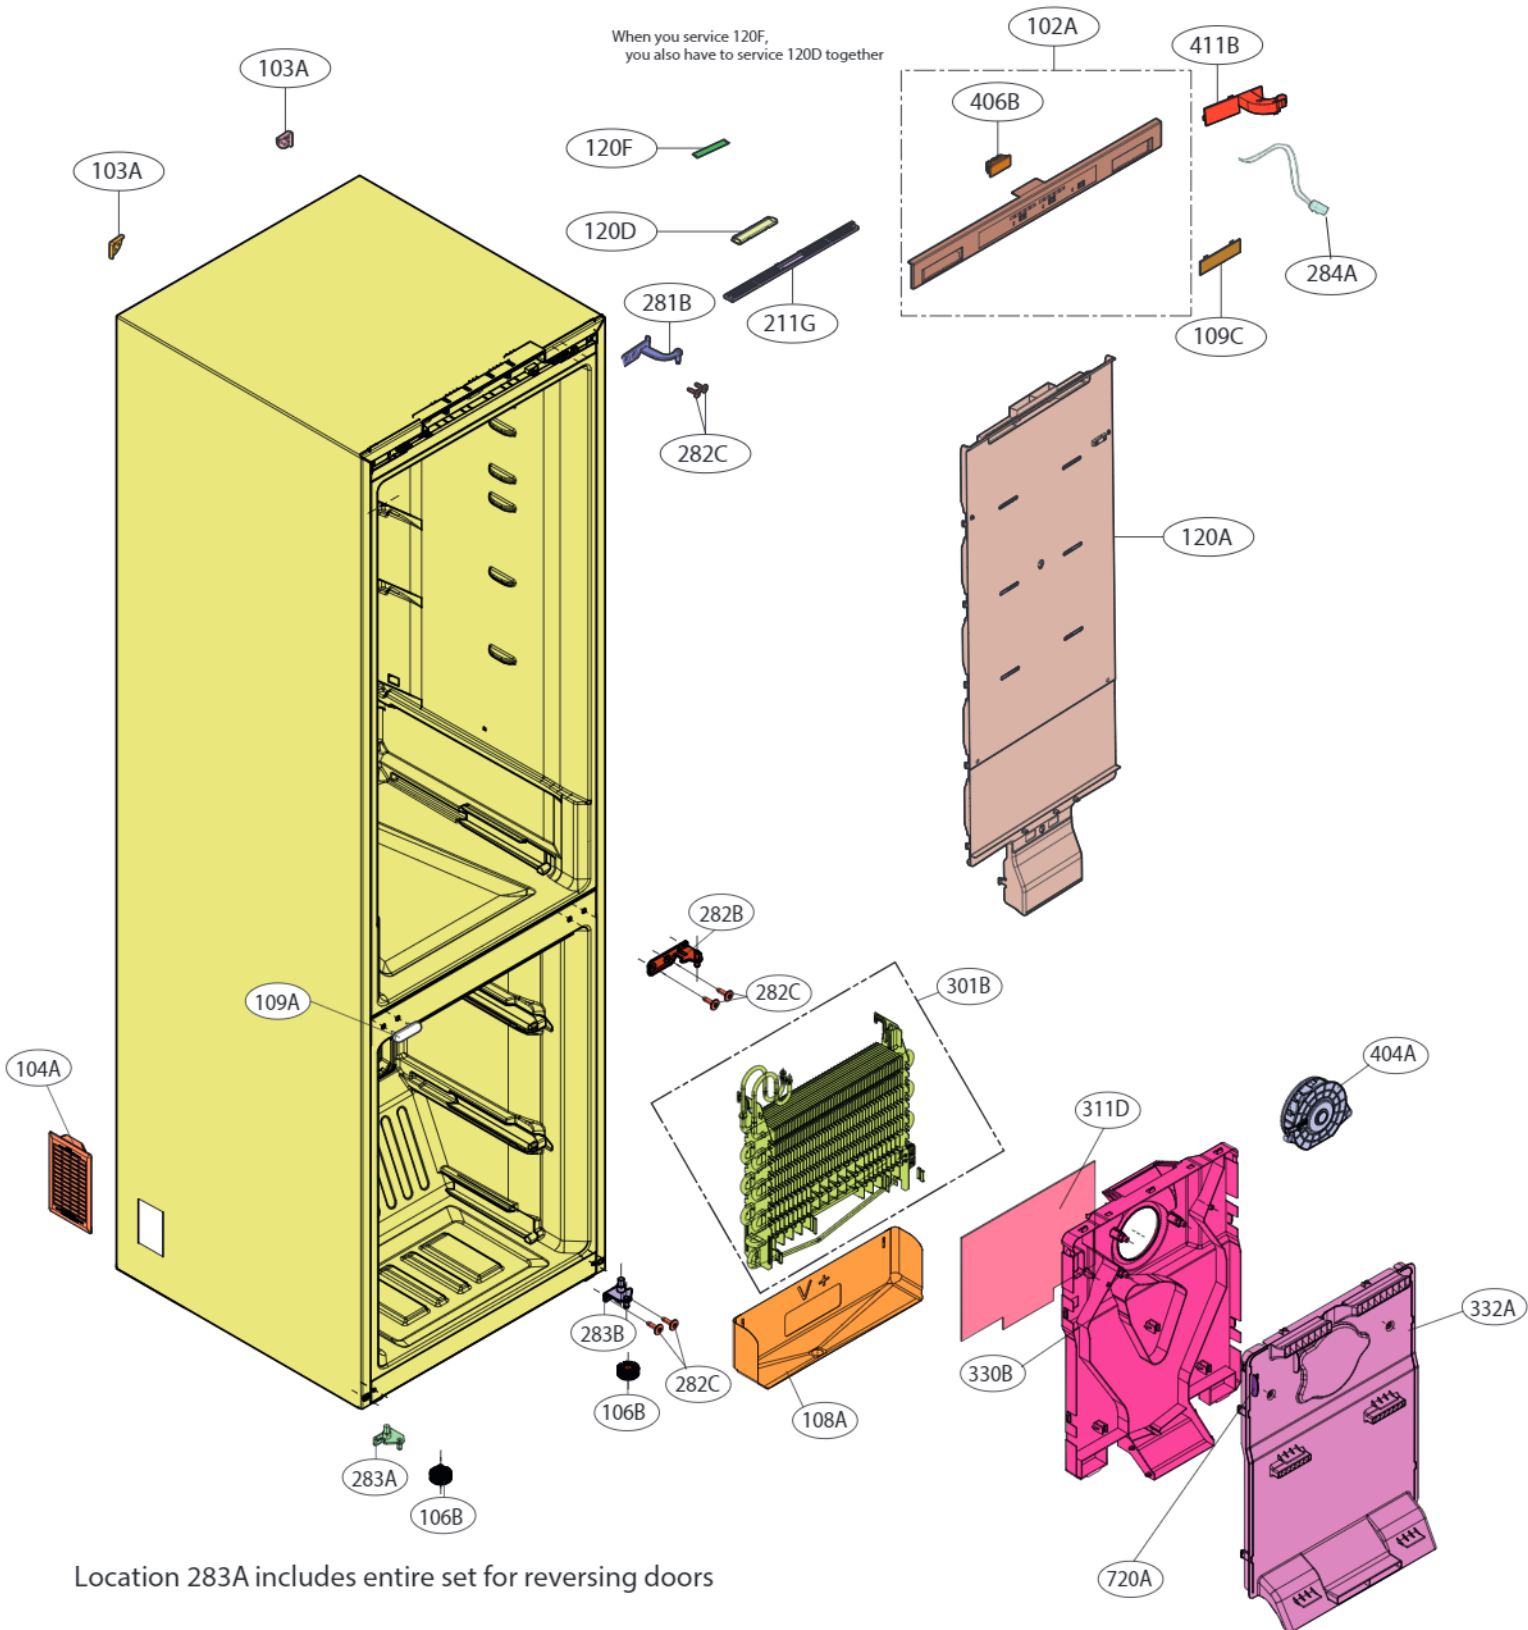 When you service 120F,
you also have to service 120D together
102A
411B
103A
406B
120F
103A
120D
284A
281B
211G
109C
282C
120A
282B
109A
282C
301B
104A
404A
311D
332A
283B
330B
282C
106B
108A
283A
106B
720A
Location 283A includes entire set for reversing doors